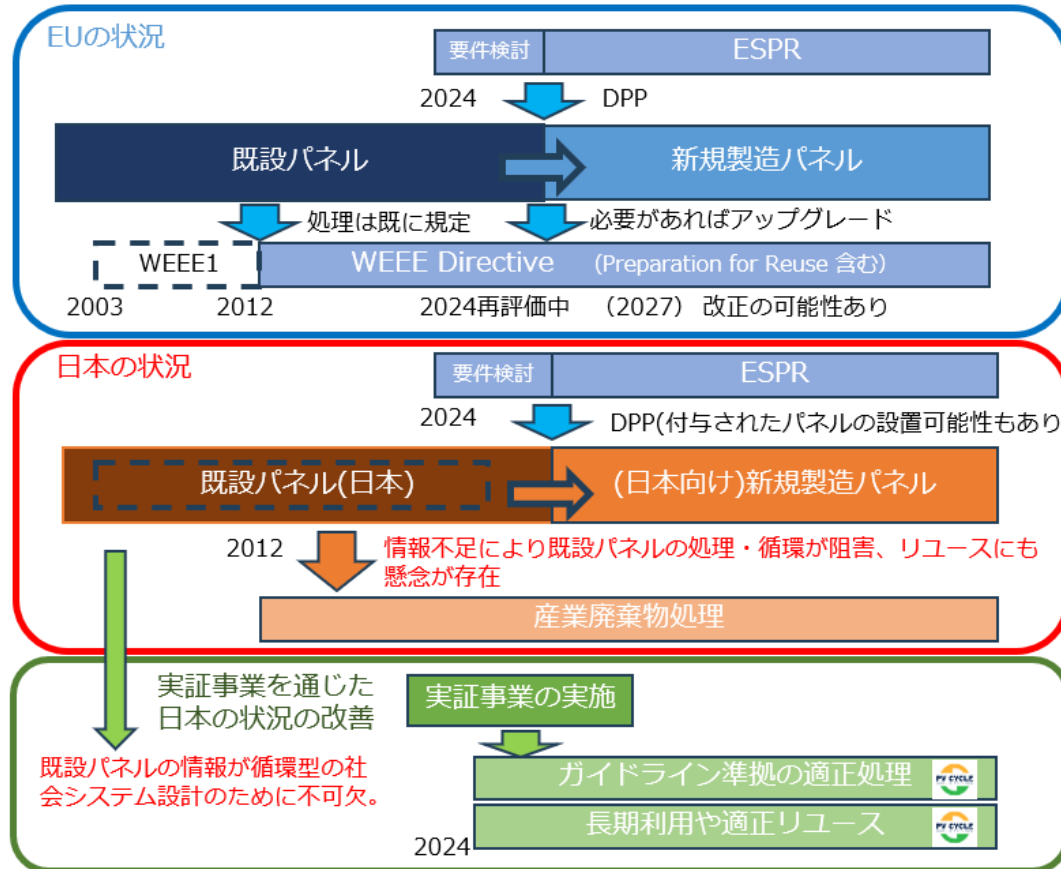 EUの状況
要件検討
ESPR
2024
DPP
既設パネル
新規製造パネル
処理は既に規定
必要があればアップグレード
WEEE1
WEEE Directive (Preparation for Reuse 含む)
2003
2012
2024再評価中 (2027) 改正の可能性あり
日本の状況
要件検討
ESPR
2024
DPP(付与されたパネルの設置可能性もあり
既設パネル(日本)
(日本向け)新規製造パネル
2012
情報不足により既設パネルの処理・循環が阻害、リユースにも
懸念が存在
産業廃棄物処理
実証事業を通じた
日本の状況の改善
実証事業の実施
既設パネルの情報が循環型の社
会システム設計のために不可欠。
ガイドライン準拠の適正処理
PV CYCLE
長期利用や適正リユース
PV CYCLE
2024